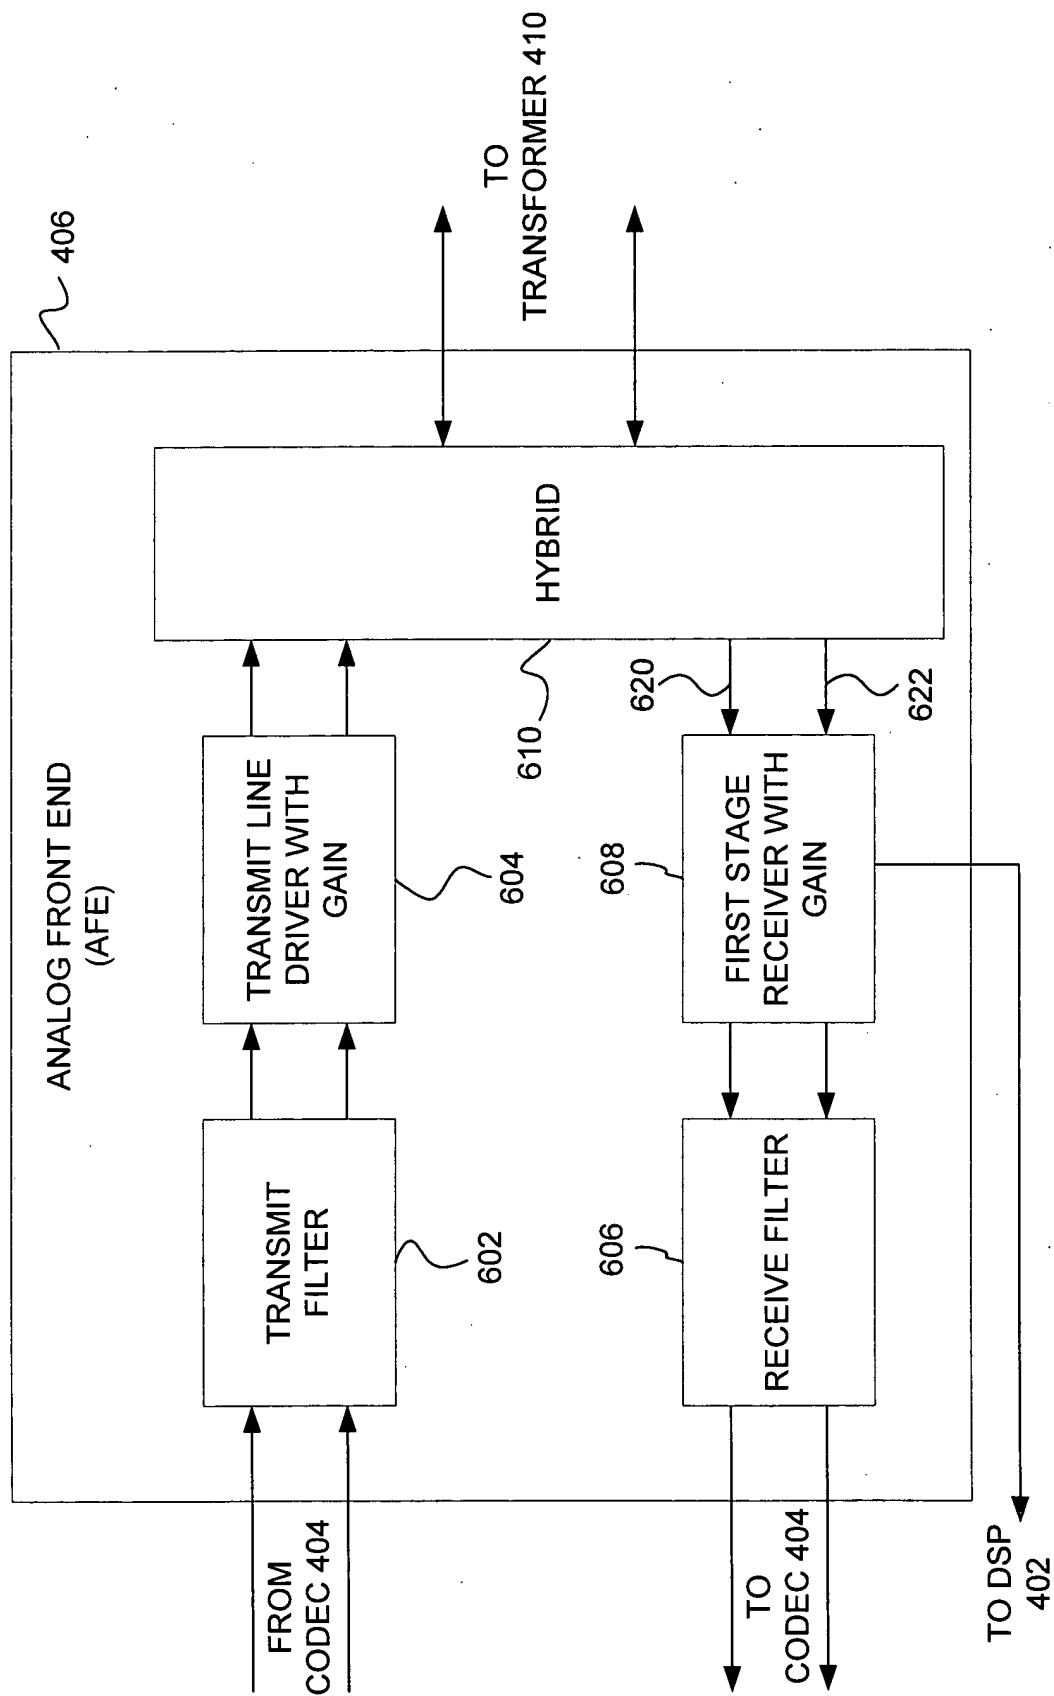 ANALOG FRONT END
(AFE)
406
FROM
CODEC 404
TRANSMIT
FILTER
602
TRANSMIT LINE
DRIVER WITH
GAIN
604
HYBRID
610
TO
TRANSFORMER 410
620
622
FIRST STAGE
RECEIVER WITH
GAIN
608
RECEIVE FILTER
606
TO
CODEC 404
TO DSP
402